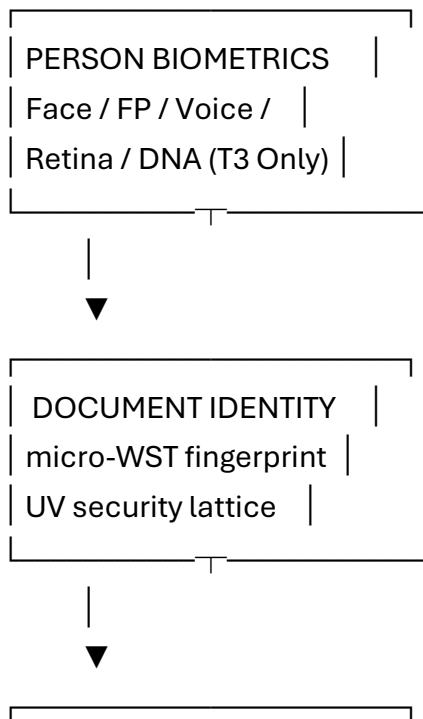 PERSON BIOMETRICS
Face / FP / Voice /
Retina / DNA (T3 Only)
DOCUMENT IDENTITY
micro-WST fingerprint
UV security lattice